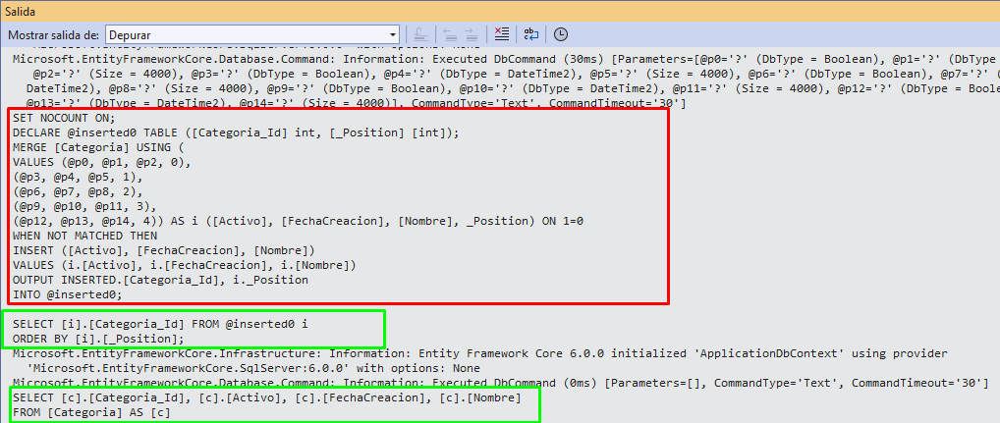 Salida
Mostrar salida de: Depurar
Microsoft.EntityFrameworkCore.Database.Command: Information: Executed DbCommand (30ms) [Parameters=[@p0='?' (DbType = Boolean), @p1='?' (DbType
@p2='?' (Size = 4000), @p3='?' (DbType = Boolean), @p4='?' (DbType = DateTime2), @p5='?' (Size = 4000), @p6='?' (DbType = Boolean), @p7='? (
DateTime2), @p8='?' (Size = 4000), @p9='?' (DbType = Boolean), @p10='?' (DbType = DateTime2), @p11='?' (Size = 4000), @p12='?' (DbType = Boo
@p13='?' (DbType = DateTime2), @p14='?' (Size = 4000)], CommandType='Text', CommandTimeout='30']
SET NOCOUNT ON;
DECLARE @inserted0 TABLE ([Categoria_Id] int, [_Position] [int]);
MERGE [Categoria] USING (
VALUES (@p0, @p1, @p2, 0),
(@p3, @p4, @p5, 1),
(@p6, @p7, @p8, 2),
(@p9, @p10, @p11, 3),
(@p12, @p13, @p14, 4)) AS i ([Activo], [FechaCreacion], [Nombre], _Position) ON 1=0
WHEN NOT MATCHED THEN
INSERT ([Activo], [FechaCreacion], [Nombre])
VALUES (i.[Activo], i.[FechaCreacion], i.[Nombre])
OUTPUT INSERTED.[Categoria_Id], i._Position
INTO @inserted0;
SELECT [i].[Categoria_Id] FROM @inserted0 i
ORDER BY [i].[_Position];
Microsoft.EntityFrameworkCore.Infrastructure: Information: Entity Framework Core 6.0.0 initialized 'ApplicationDbContext' using provider
'Microsoft.EntityFrameworkCore.SqlServer:6.0.0' with options: None
Microsoft.EntityFrameworkCore.Database.Command: Information: Executed DbCommand (0ms) [Parameters=[], CommandType='Text', CommandTimeout='30']
SELECT [c].[Categoria_Id], [c].[Activo], [c].[FechaCreacion], [c].[Nombre]
FROM [Categoria] AS [c]